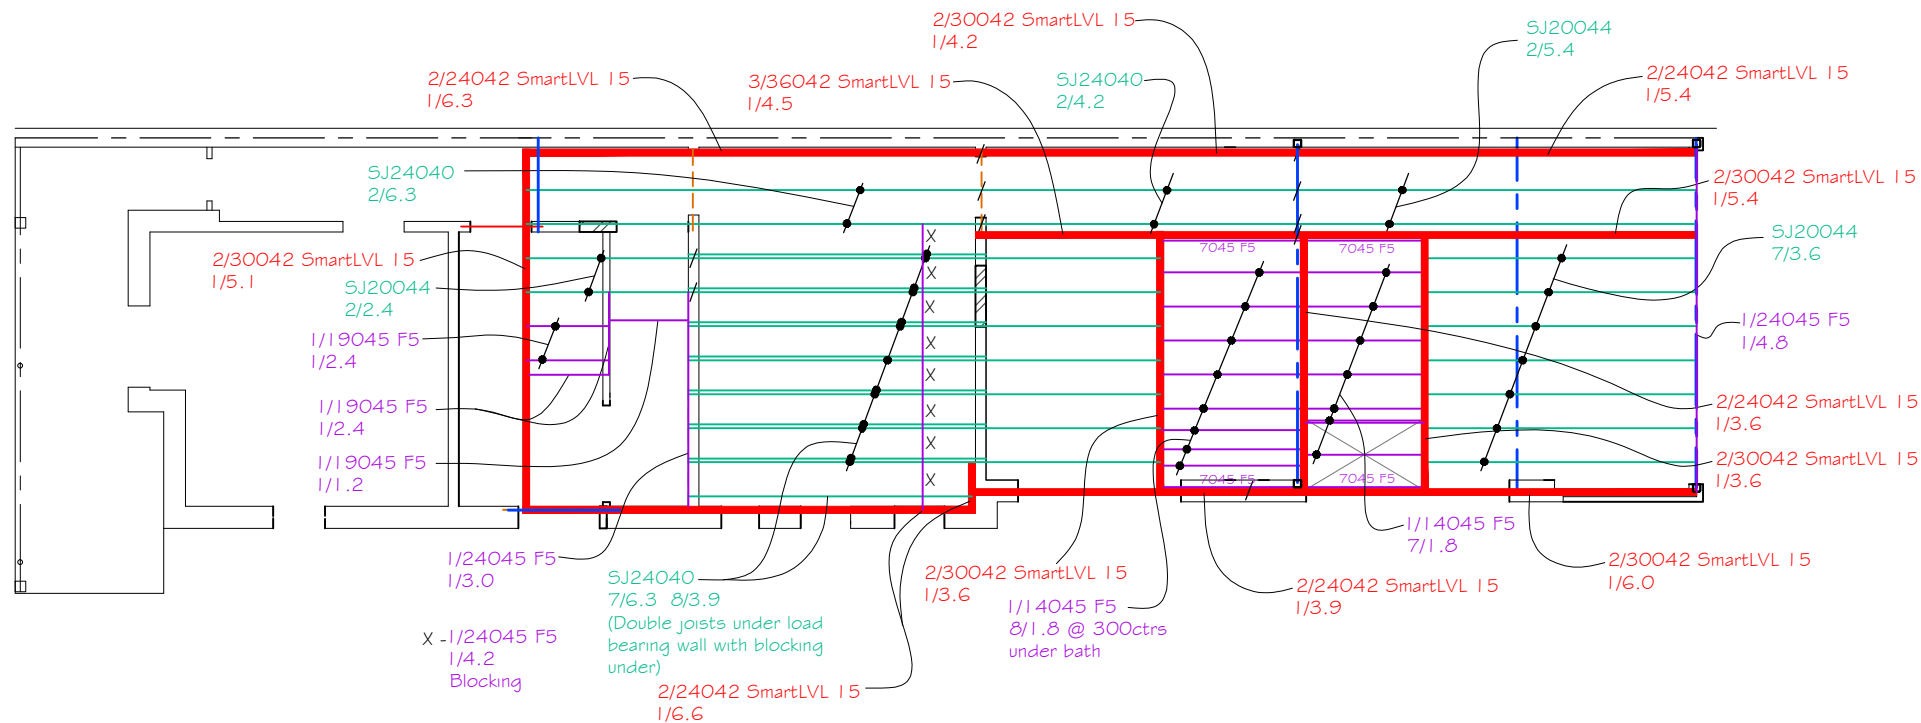 2/30042 SmartLVL 15
1/4.2
SJ20044
2/5.4
2/24042 SmartLVL 15
1/6.3
3/36042 SmartLVL 15
1/4.5
SJ24040
2/4.2
2/24042 SmartLVL 15
1/5.4
SJ24040
2/6.3
2/30042 SmartLVL 15
1/5.4
2/30042 SmartLVL 15
1/5.1
SJ20044
2/2.4
SJ20044
7/3.6
X
7045 F5
7045 F5
X
X
1/19045 F5
1/2.4
X
1/24045 F5
1/4.8
X
1/19045 F5
1/2.4
X
2/24042 SmartLVL 15
1/3.6
X
1/19045 F5
1/1.2
2/30042 SmartLVL 15
1/3.6
X
7045 F5
7045 F5
1/14045 F5
7/1.8
1/24045 F5
1/3.0
2/30042 SmartLVL 15
1/6.0
SJ24040
7/6.3 8/3.9
(Double joists under load
bearing wall with blocking
under)
2/30042 SmartLVL 15
1/3.6
2/24042 SmartLVL 15
1/3.9
1/14045 F5
8/1.8 @ 300ctrs
under bath
X - 1/24045 F5
1/4.2
Blocking
2/24042 SmartLVL 15
1/6.6